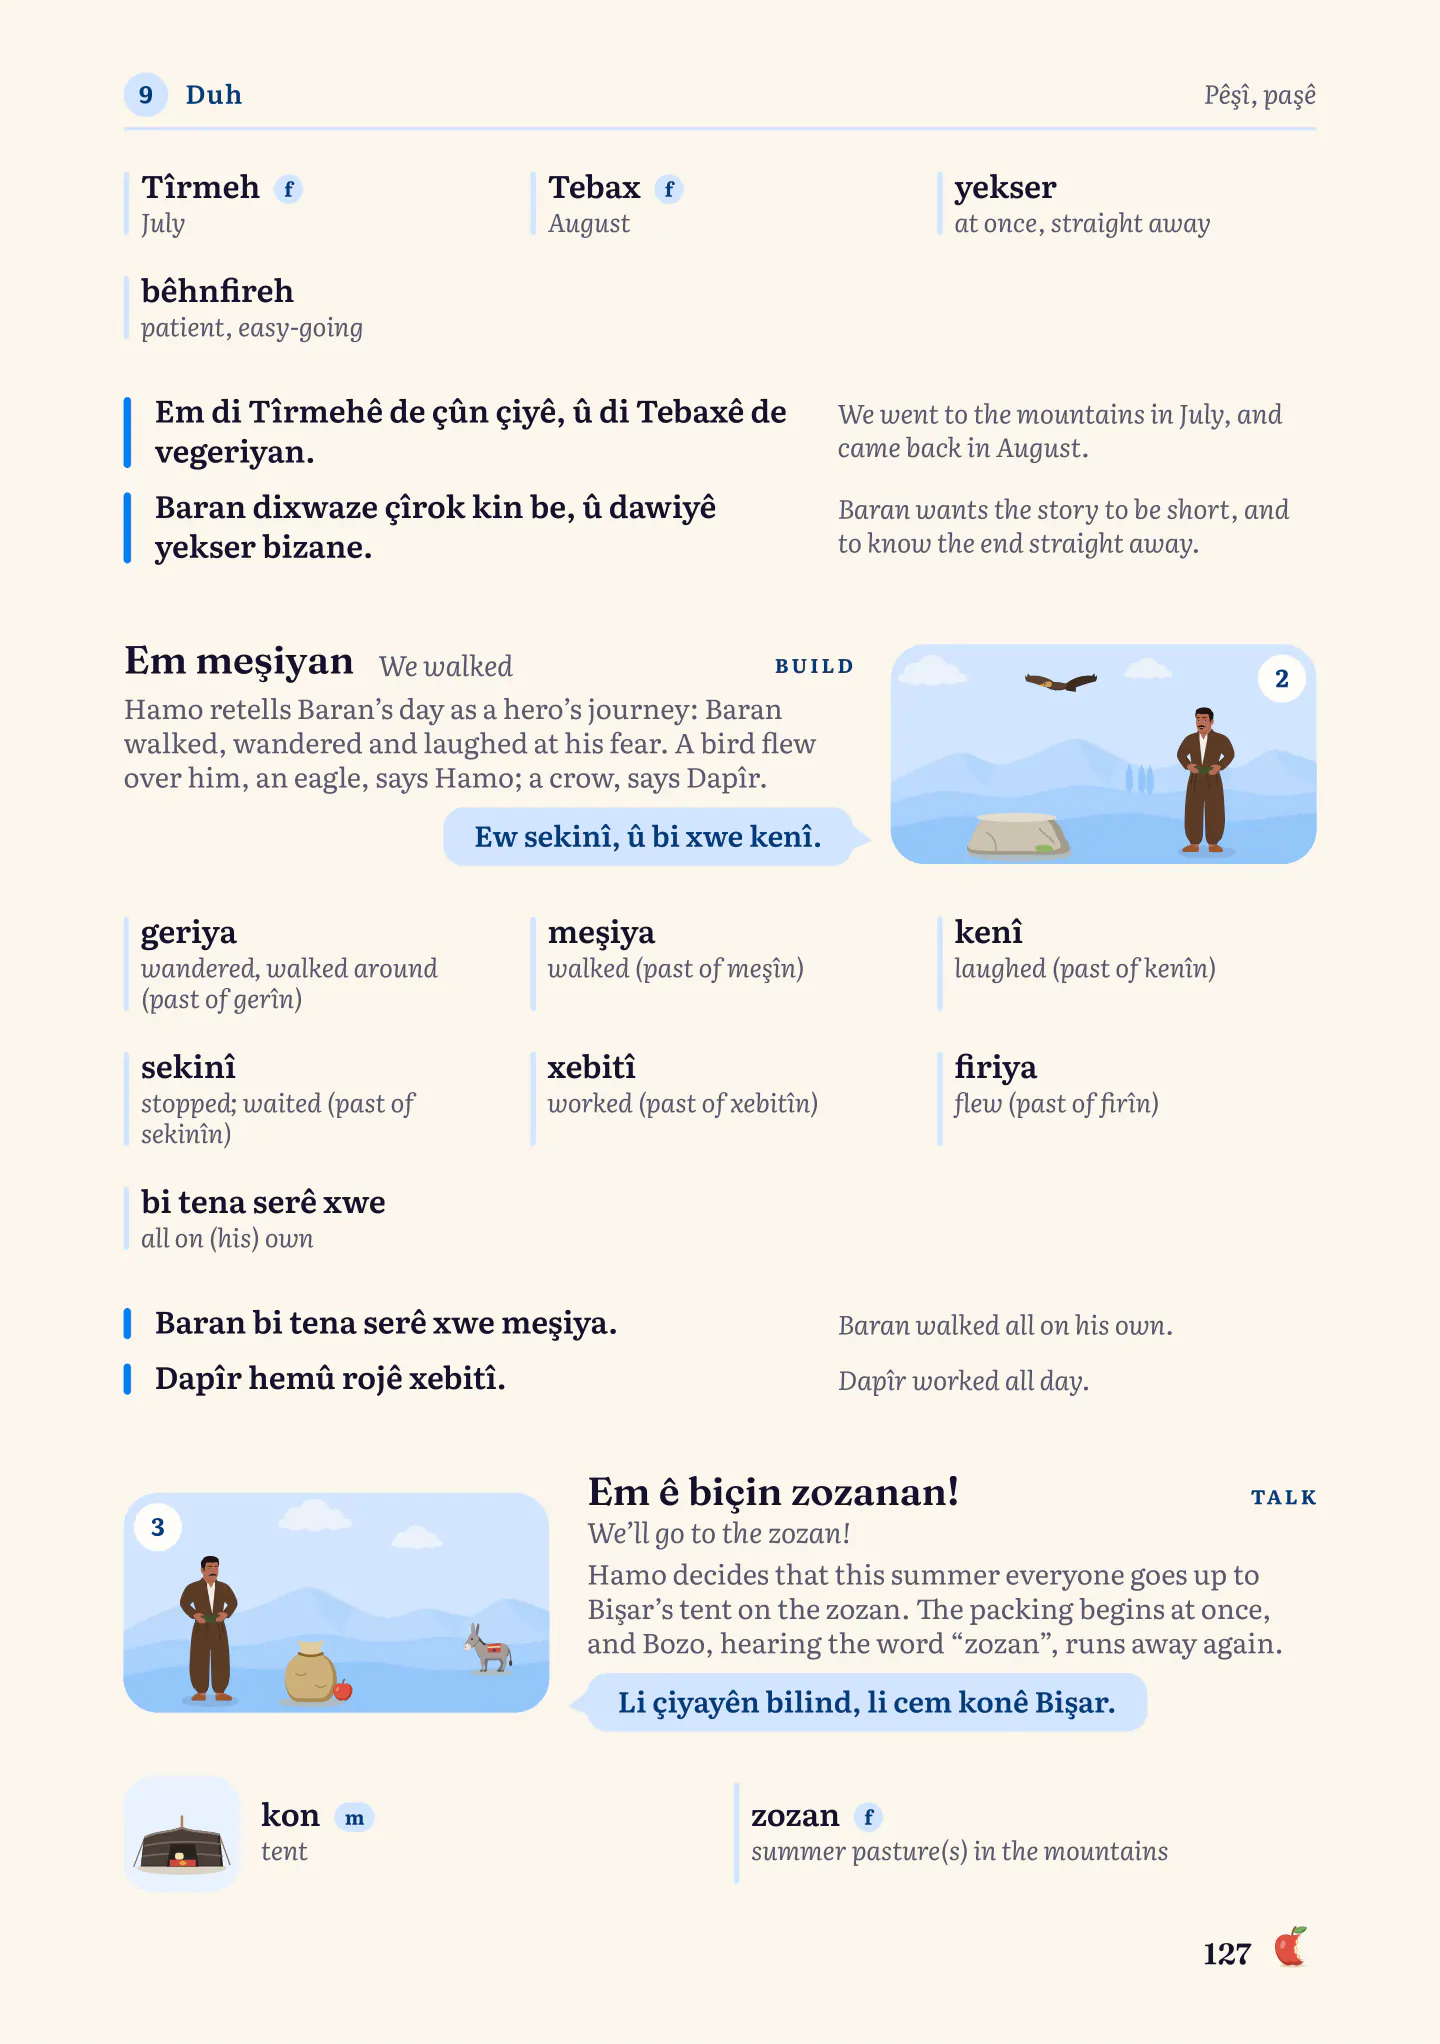 9 Duh
Pêşî, paşê
Tîrmeh f
July
Tebax f
August
yekser
at once, straight away
bêhnfireh
patient, easy-going
Em di Tîrmehê de çûn çiyê, û di Tebaxê de
vegeriyan.
We went to the mountains in July, and
came back in August.
Baran dixwaze çîrok kin be, û dawiyê
yekser bizane.
Baran wants the story to be short, and
to know the end straight away.
Em meşiyan We walked
BUILD
Hamo retells Baran’s day as a hero’s journey: Baran
walked, wandered and laughed at his fear. A bird flew
over him, an eagle, says Hamo; a crow, says Dapîr.
Ew sekinî, û bi xwe kenî.
2
geriya
wandered, walked around
(past of gerîn)
meşiya
walked (past of meşîn)
kenî
laughed (past of kenîn)
sekinî
stopped; waited (past of
sekinîn)
xebitî
worked (past of xebitîn)
firiya
flew (past of firîn)
bi tena serê xwe
all on (his) own
Baran bi tena serê xwe meşiya.
Baran walked all on his own.
Dapîr hemû rojê xebitî.
Dapîr worked all day.
3
Em ê biçin zozanan!
TALK
We’ll go to the zozan!
Hamo decides that this summer everyone goes up to
Bişar’s tent on the zozan. The packing begins at once,
and Bozo, hearing the word “zozan”, runs away again.
Li çiyayên bilind, li cem konê Bişar.
kon m
tent
zozan f
summer pasture(s) in the mountains
127